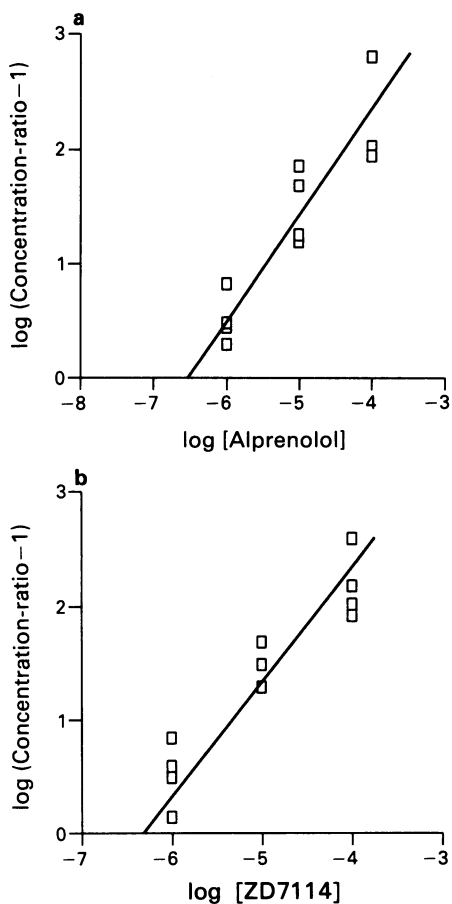 a
3
2
1
0
log (Concentration-ratio−1)
−8 −7 −6 −5 −4 −3
log [Alprenolol]
b
3
2
1
0
log (Concentration-ratio−1)
−7 −6 −5 −4 −3
log [ZD7114]